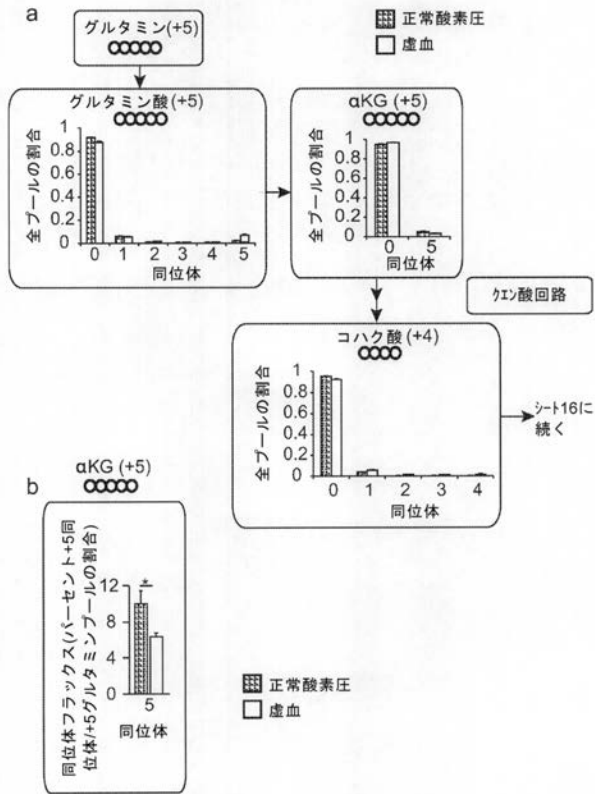 a
グルタミン(+5)
正常酸素圧
虚血
グルタミン酸(+5)
全プールの割合
1
0.8
0.6
0.4
0.2
0
0 1 2 3 4 5
同位体
αKG (+5)
全プールの割合
1
0.8
0.6
0.4
0.2
0
0 5
同位体
クエン酸回路
コハク酸(+4)
全プールの割合
1
0.8
0.6
0.4
0.2
0
0 1 2 3 4
同位体
シート16に
続く
b
αKG (+5)
同位体フラックス(パーセント+5同
位体/+5グルタミンプールの割合)
12
8
4
0
*
5
同位体
正常酸素圧
虚血